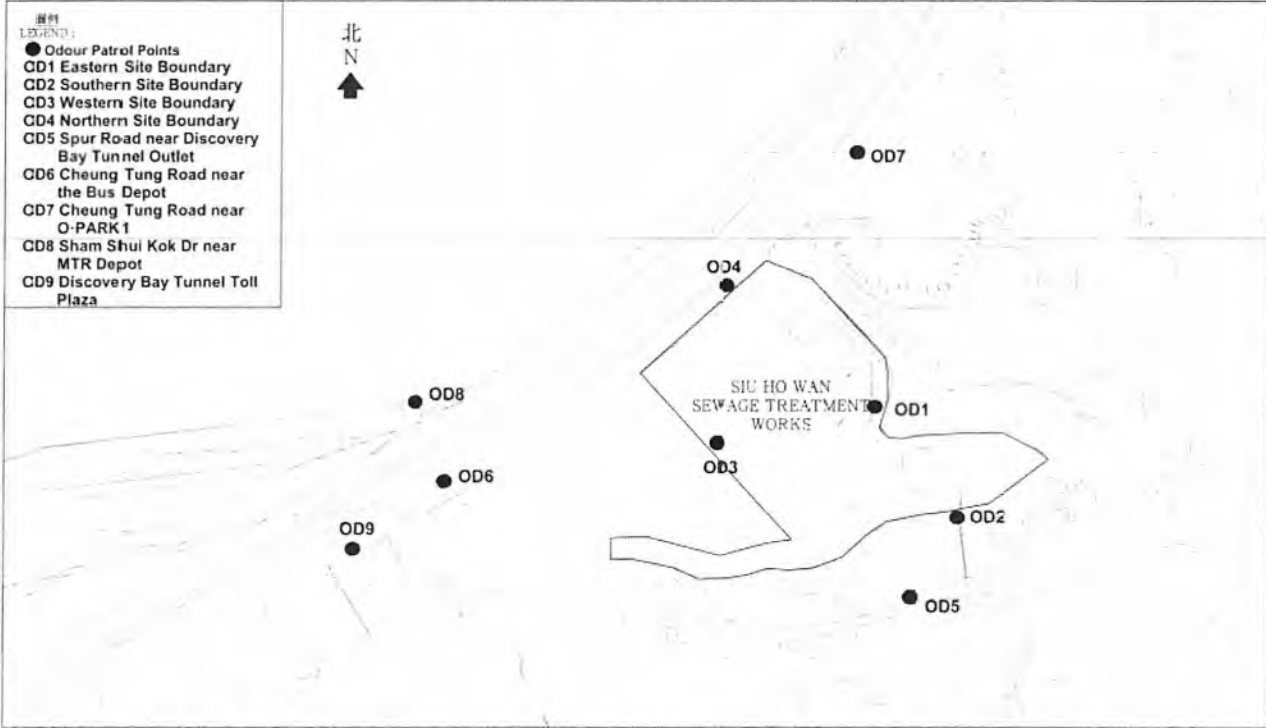 圖例
LEGEND:
Odour Patrol Points
OD1 Eastern Site Boundary
OD2 Southern Site Boundary
OD3 Western Site Boundary
OD4 Northern Site Boundary
OD5 Spur Road near Discovery
Bay Tunnel Outlet
OD6 Cheung Tung Road near
the Bus Depot
OD7 Cheung Tung Road near
O·PARK1
OD8 Sham Shui Kok Dr near
MTR Depot
OD9 Discovery Bay Tunnel Toll
Plaza
北
N
OD7
OD4
SIU HO WAN
SEWAGE TREATMENT
WORKS
OD8
OD1
OD3
OD6
OD2
OD9
OD5